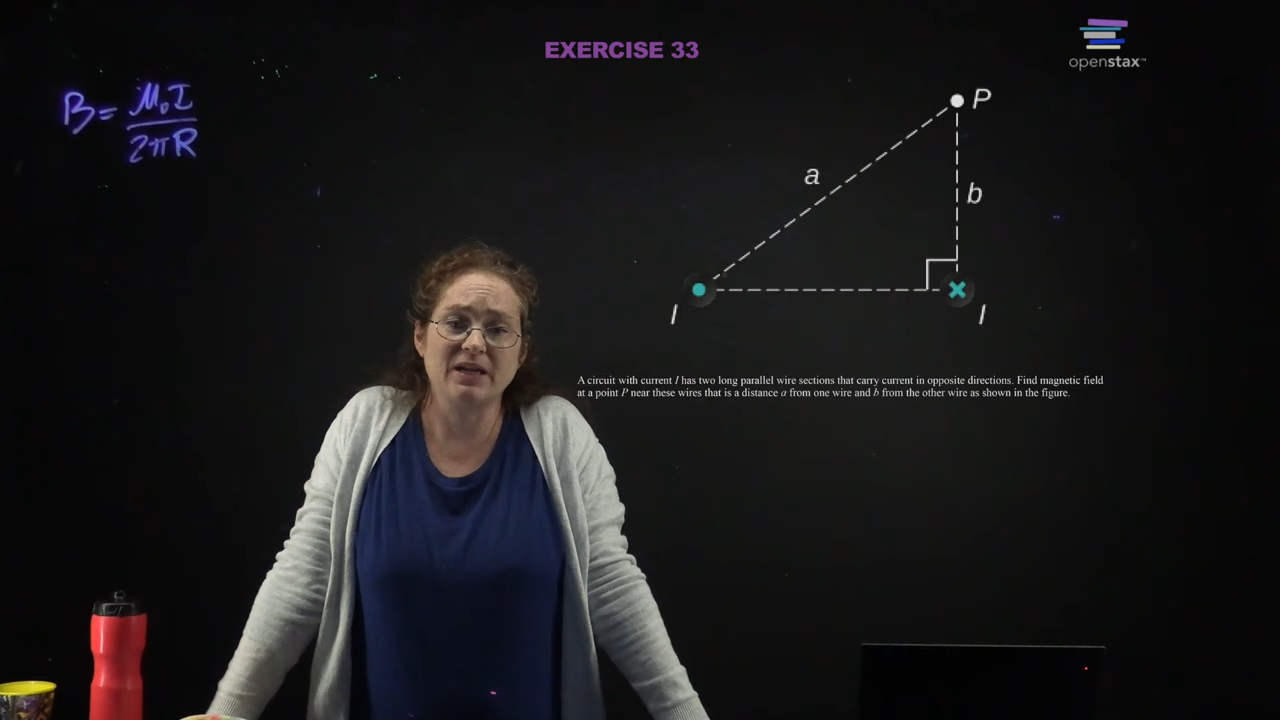 EXERCISE 33
openstax™
B = μ₀I / 2πR
P
a
b
I
I
A circuit with current I has two long parallel wire sections that carry current in opposite directions. Find magnetic field
at a point P near these wires that is a distance a from one wire and b from the other wire as shown in the figure.